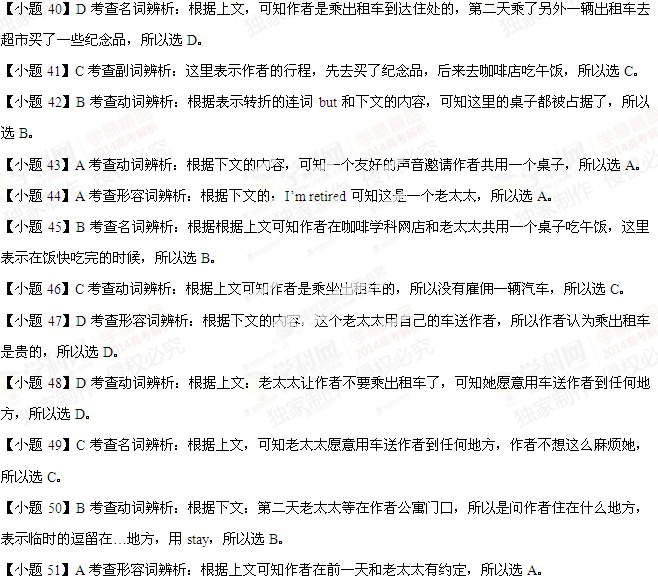 【小题 40】D 考查名词辨析：根据上文，可知作者是乘出租车到达住处的，第二天乘了另外一辆出租车去
超市买了一些纪念品，所以选 D。
【小题 41】C 考查副词辨析：这里表示作者的行程，先去买了纪念品，后来去咖啡店吃午饭，所以选 C。
【小题 42】B 考查动词辨析：根据表示转折的连词 but 和下文的内容，可知这里的桌子都被占据了，所以
选 B。
【小题 43】A 考查动词辨析：根据下文的内容，可知一个友好的声音邀请作者共用一个桌子，所以选 A。
【小题 44】A 考查形容词辨析：根据下文的，I’m retired 可知这是一个老太太，所以选 A。
【小题 45】B 考查名词辨析：根据根据上文可知作者在咖啡学科网店和老太太共用一个桌子吃午饭，这里
表示在饭快吃完的时候，所以选 B。
【小题 46】C 考查动词辨析：根据上文可知作者是乘坐出租车的，所以没有雇佣一辆汽车，所以选 C。
【小题 47】D 考查形容词辨析：根据下文的内容，这个老太太用自己的车送作者，所以作者认为乘出租车
是贵的，所以选 D。
【小题 48】D 考查动词辨析：根据上文：老太太让作者不要乘出租车了，可知她愿意用车送作者到任何地
方，所以选 D。
【小题 49】C 考查名词辨析：根据上文，可知老太太愿意用车送作者到任何地方，作者不想这么麻烦她，
所以选 C。
【小题 50】B 考查动词辨析：根据下文：第二天老太太等在作者公寓门口，所以是问作者住在什么地方，
表示临时的逗留在…地方，用 stay，所以选 B。
【小题 51】A 考查形容词辨析：根据上文可知作者在前一天和老太太有约定，所以选 A。